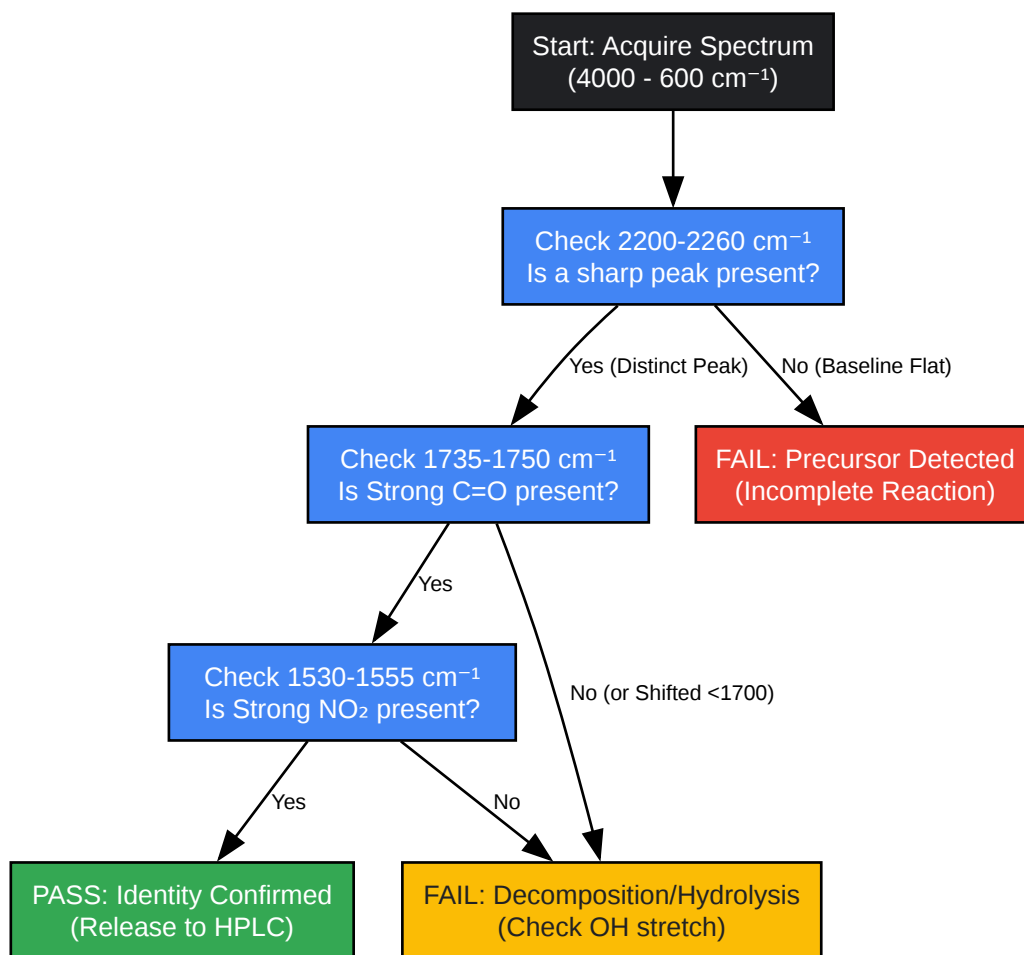 Start: Acquire Spectrum
(4000 - 600 cm⁻¹)
Check 2200-2260 cm⁻¹
Is a sharp peak present?
Yes (Distinct Peak)
No (Baseline Flat)
Check 1735-1750 cm⁻¹
Is Strong C=O present?
FAIL: Precursor Detected
(Incomplete Reaction)
Yes
Check 1530-1555 cm⁻¹
Is Strong NO₂ present?
No (or Shifted <1700)
Yes
No
PASS: Identity Confirmed
(Release to HPLC)
FAIL: Decomposition/Hydrolysis
(Check OH stretch)